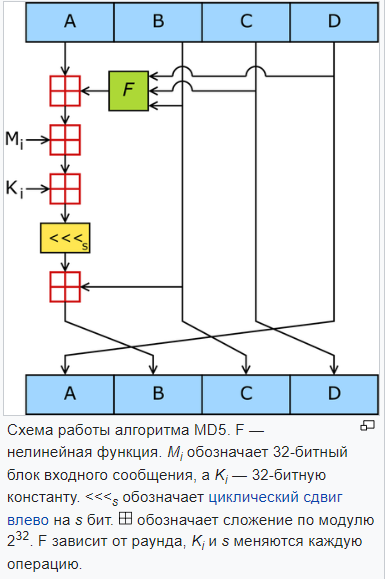 A B C D
F
Mi
Ki
<<<s
A B C D
Схема работы алгоритма MD5. F —
нелинейная функция. Mi обозначает 32-битный
блок входного сообщения, а Ki — 32-битную
константу. <<<s обозначает циклический сдвиг
влево на s бит. ⊞ обозначает сложение по модулю
2³². F зависит от раунда, Ki и s меняются каждую
операцию.